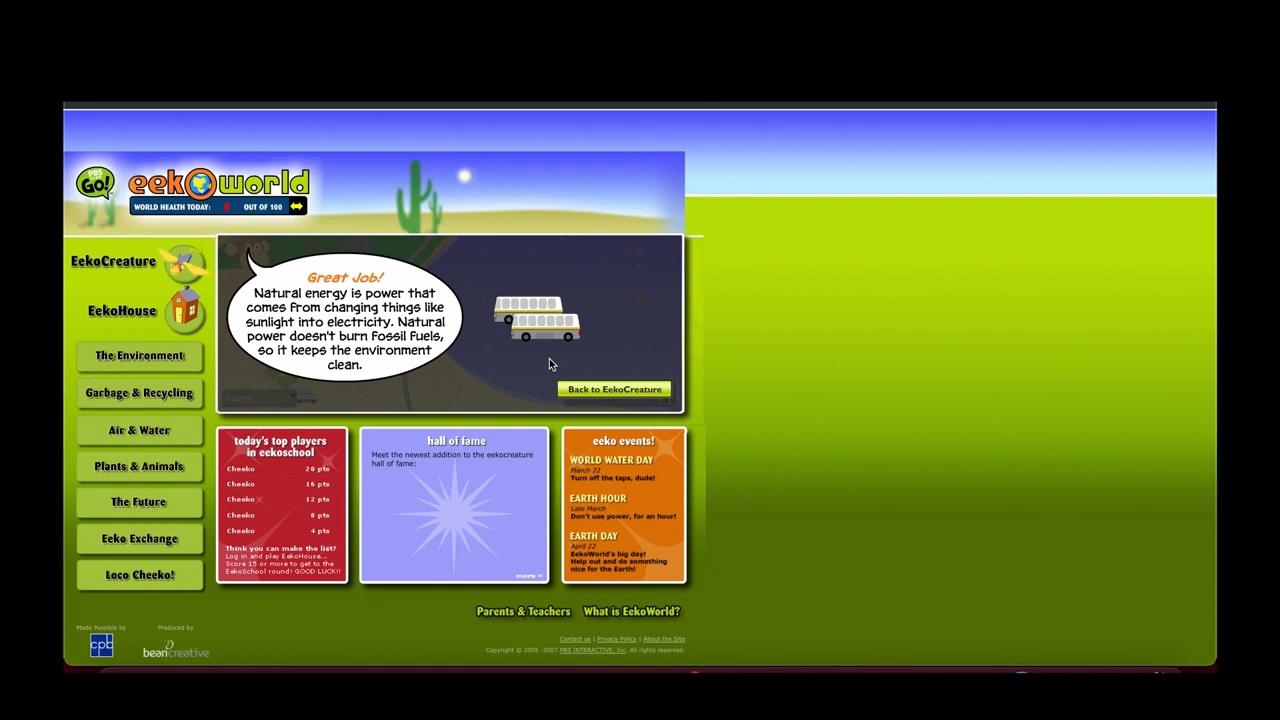 PBS
GO!
eekoworld
WORLD HEALTH TODAY: OUT OF 100
EekoCreature
EekoHouse
The Environment
Garbage & Recycling
Air & Water
Plants & Animals
The Future
Eeko Exchange
Loco Cheeko!
Great Job!
Natural energy is power that
comes from changing things like
sunlight into electricity. Natural
power doesn't burn fossil fuels,
so it keeps the environment
clean.
Points
Back to EekoCreature
today's top players
in eekoschool
Cheeko 20 pts
Cheeko 16 pts
Cheeko 12 pts
Cheeko 8 pts
Cheeko 4 pts
Think you can make the list?
Log in and play EekoHouse...
Score 15 or more to get to the
EekoSchool round! GOOD LUCK!!
hall of fame
Meet the newest addition to the eekocreature
hall of fame:
more »
eeko events!
WORLD WATER DAY
March 22
Turn off the taps, dude!
EARTH HOUR
Late March
Don't use power, for an hour!
EARTH DAY
April 22
EekoWorld's big day!
Help out and do something
nice for the Earth!
Parents & Teachers What is EekoWorld?
Made Possible by
cpb
Produced by
beancreative
Contact us | Privacy Policy | About the Site
Copyright © 2005 -2007 PBS INTERACTIVE, Inc. All rights reserved.